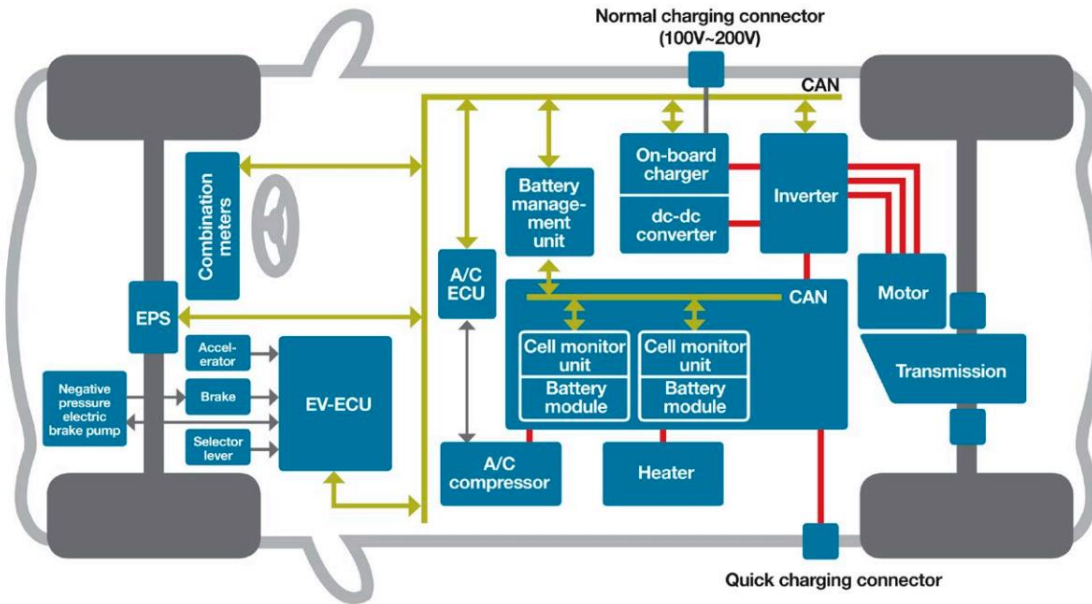 Normal charging connector
(100V~200V)
CAN
Combination
meters
Battery
manage-
ment
unit
On-board
charger
dc-dc
converter
Inverter
A/C
ECU
CAN
Motor
EPS
Cell monitor
unit
Battery
module
Cell monitor
unit
Battery
module
Transmission
Accel-
erator
Negative
pressure
electric
brake pump
Brake
EV-ECU
Selector
lever
A/C
compressor
Heater
Quick charging connector